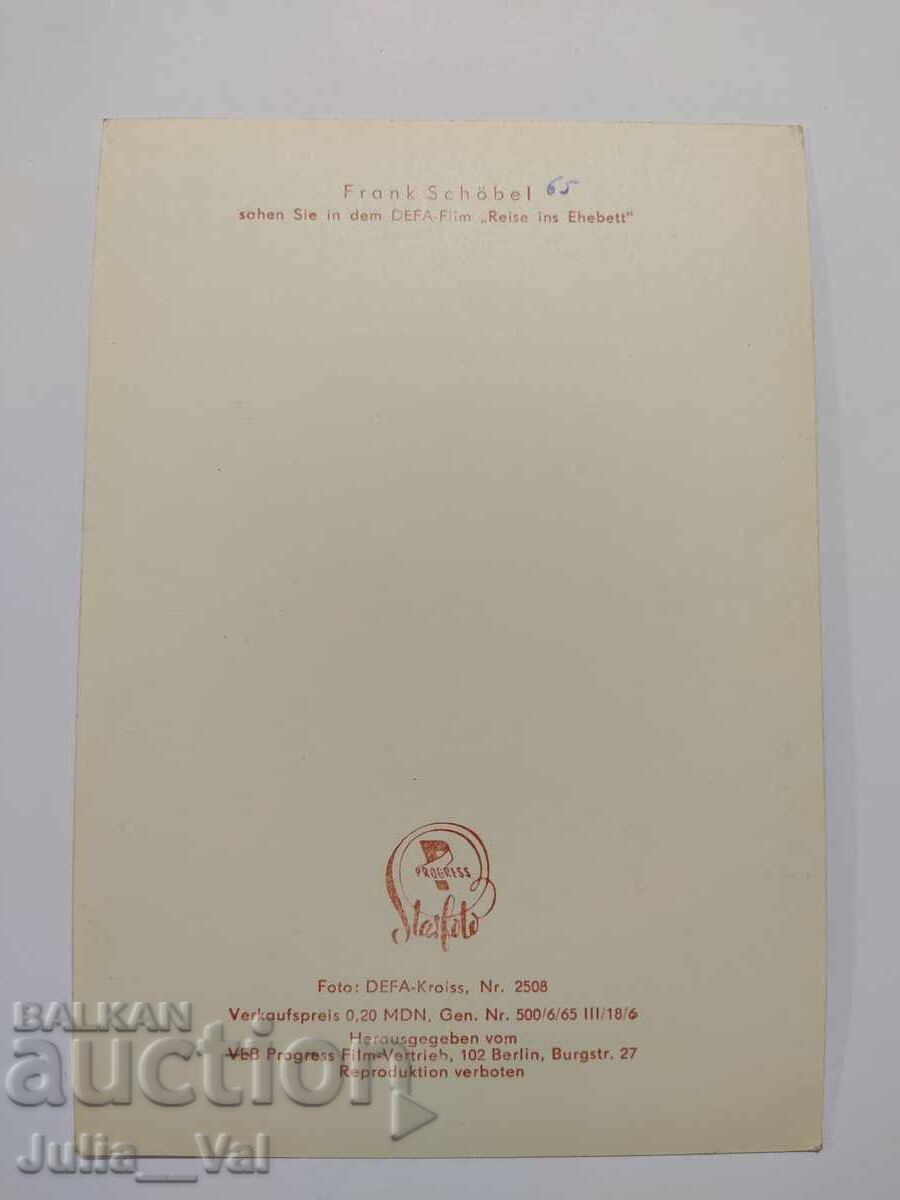 Frank Schöbel 65
sahen Sie in dem DEFA-Film „Reise ins Ehebett"
PROGRESS
Starfoto
Foto: DEFA-Kroiss, Nr. 2508
Verkaufspreis 0,20 MDN, Gen. Nr. 500/6/65 III/18/6
Herausgegeben vom
VEB Progress Film-Vertrieb, 102 Berlin, Burgstr. 27
Reproduktion verboten
BALKAN
auction
Julia__Val